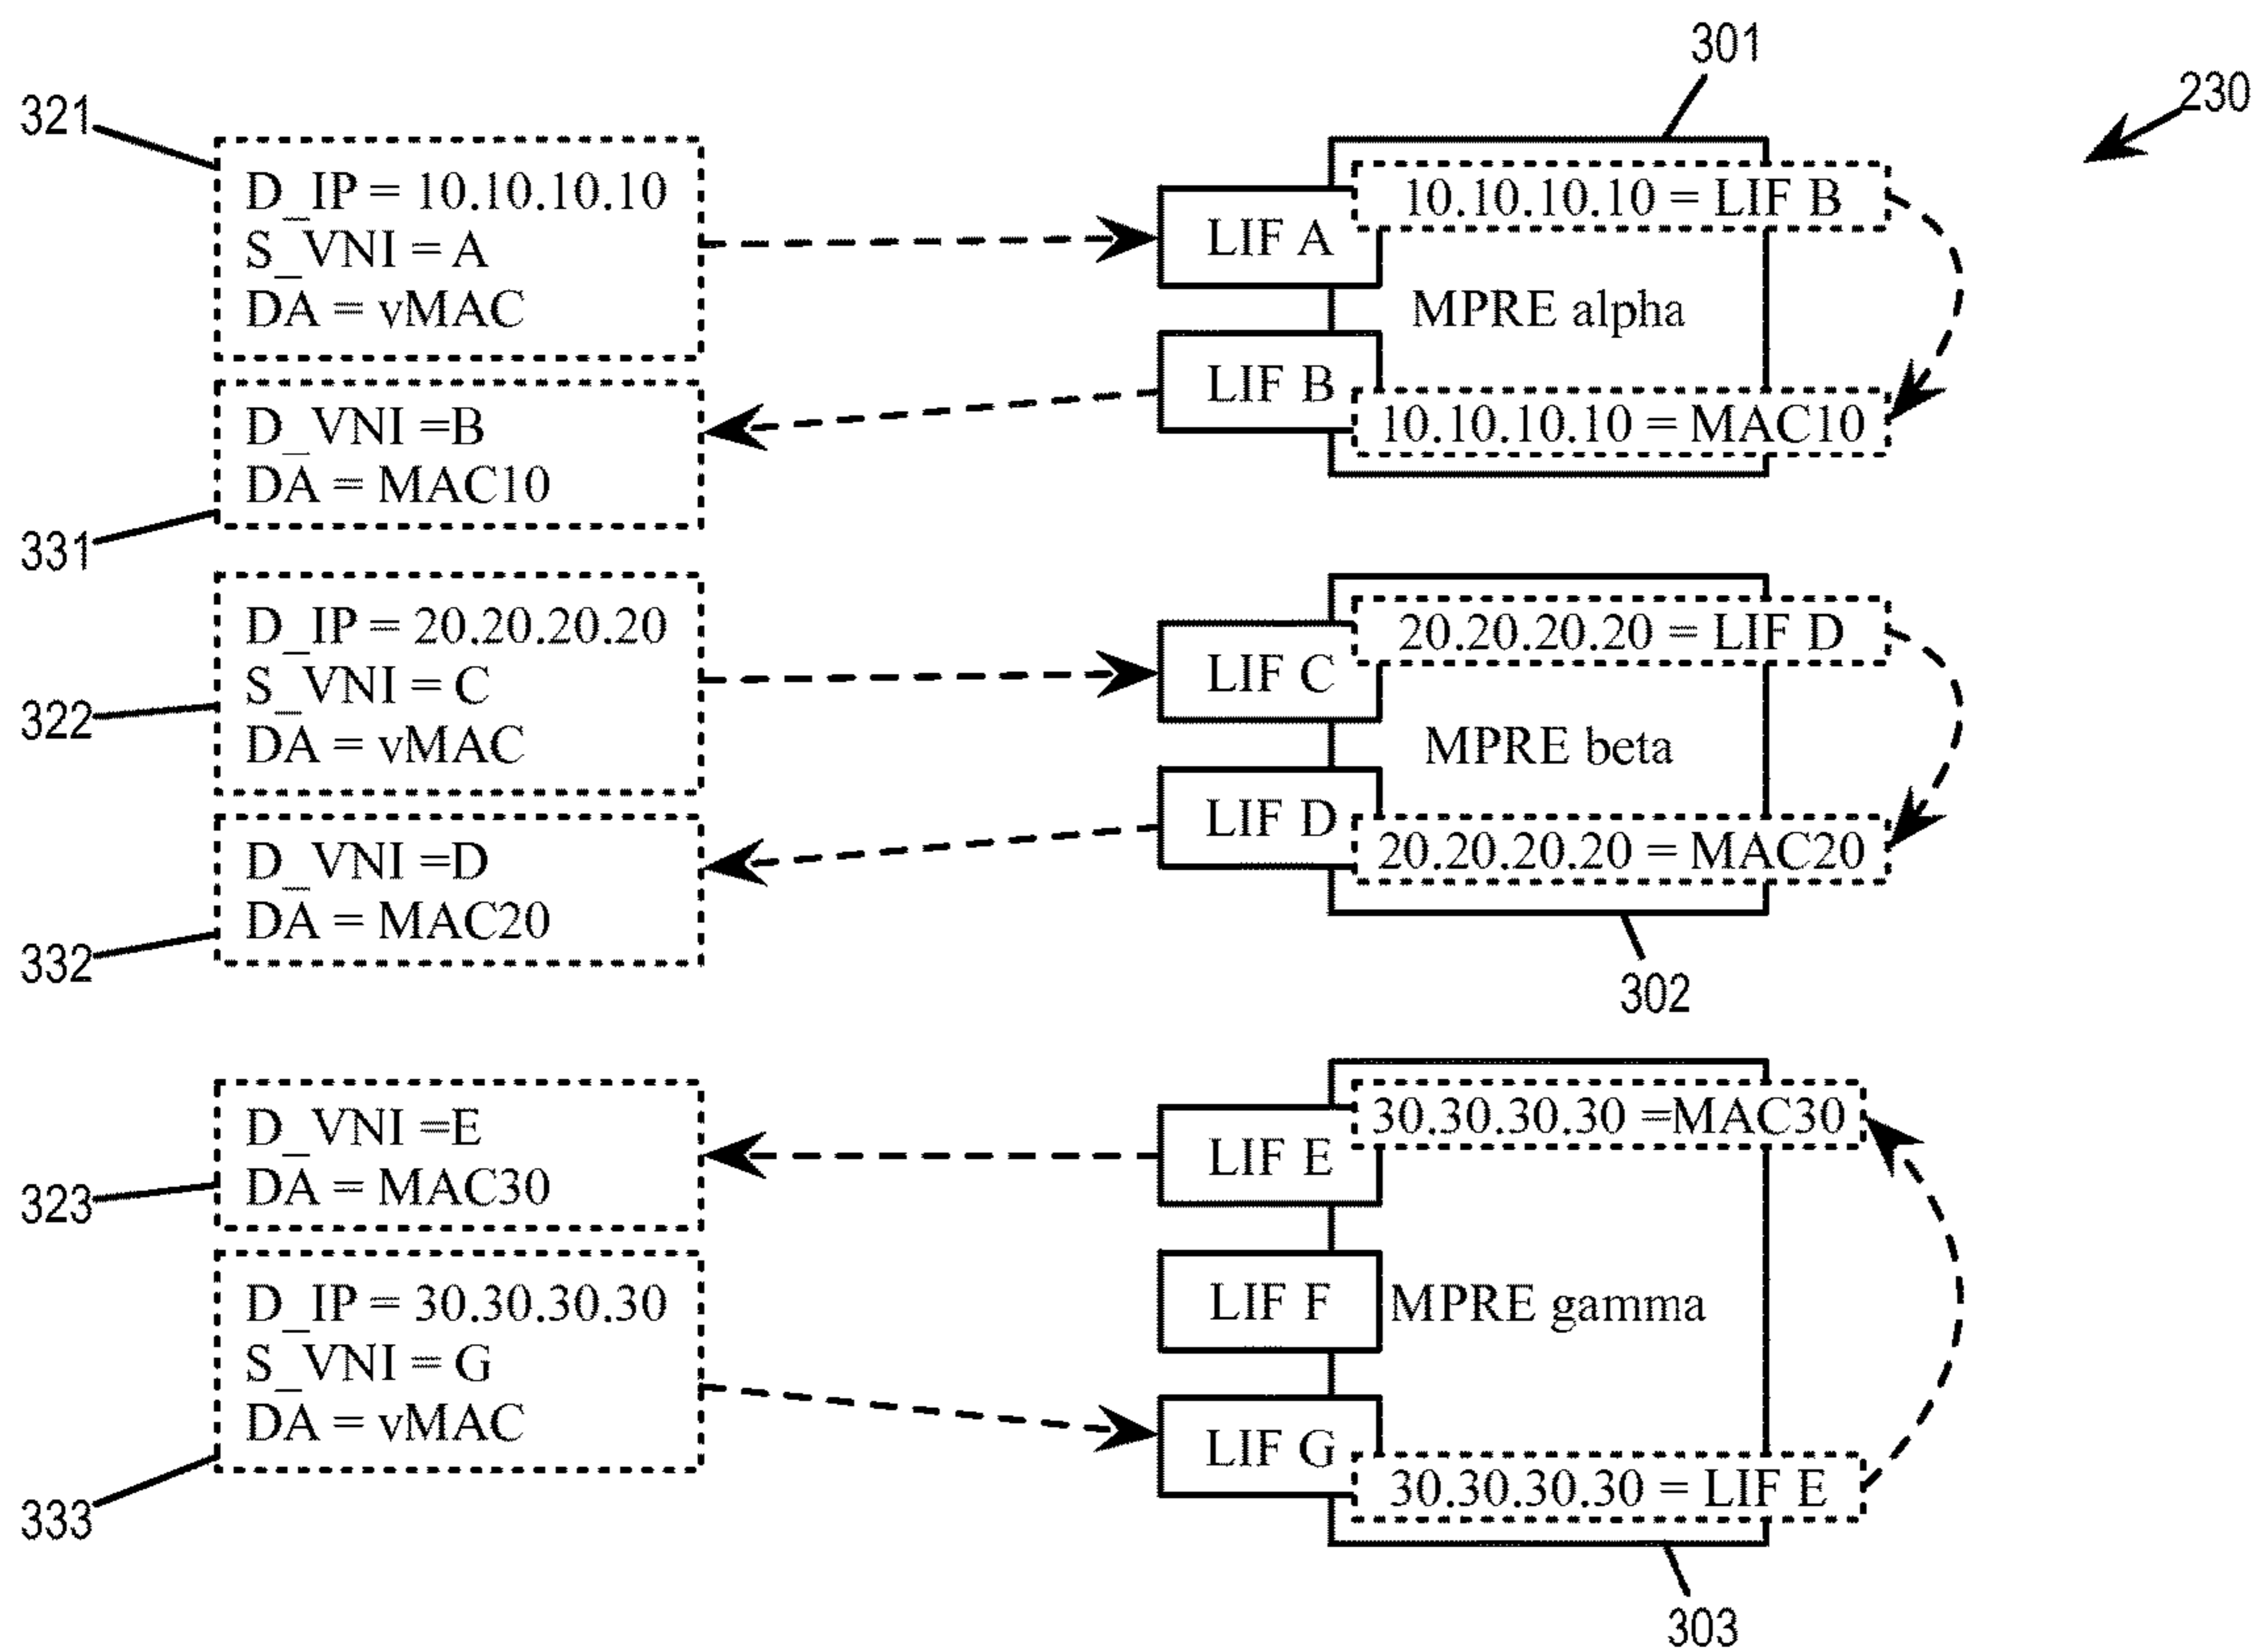 301
230
321
D_IP = 10.10.10.10
S_VNI = A
DA = vMAC
LIF A
10.10.10.10 = LIF B
MPRE alpha
LIF B
10.10.10.10 = MAC10
D_VNI =B
DA = MAC10
331
D_IP = 20.20.20.20
S_VNI = C
DA = vMAC
322
LIF C
20.20.20.20 = LIF D
MPRE beta
LIF D
20.20.20.20 = MAC20
D_VNI =D
DA = MAC20
332
302
D_VNI =E
DA = MAC30
323
LIF E
30.30.30.30 =MAC30
LIF F
MPRE gamma
D_IP = 30.30.30.30
S_VNI = G
DA = vMAC
333
LIF G
30.30.30.30 = LIF E
303